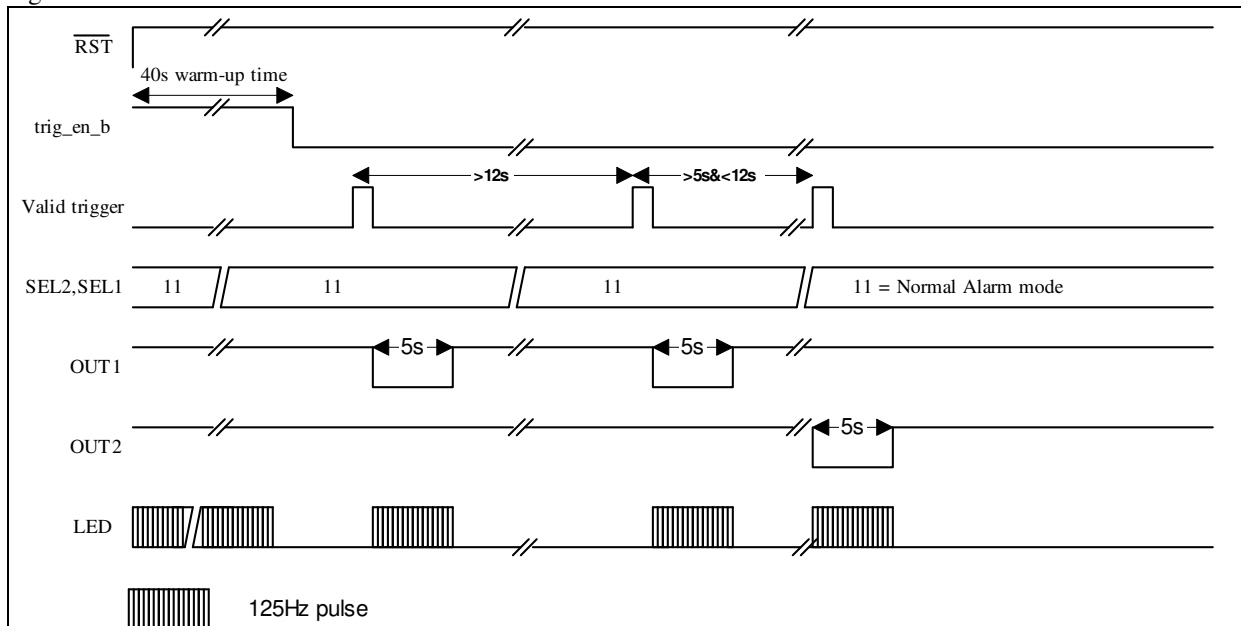 RST
40s warm-up time
trig_en_b
>12s
>5s&<12s
Valid trigger
SEL2,SEL1
11
11
11
11 = Normal Alarm mode
5s
5s
OUT1
5s
OUT2
LED
125Hz pulse